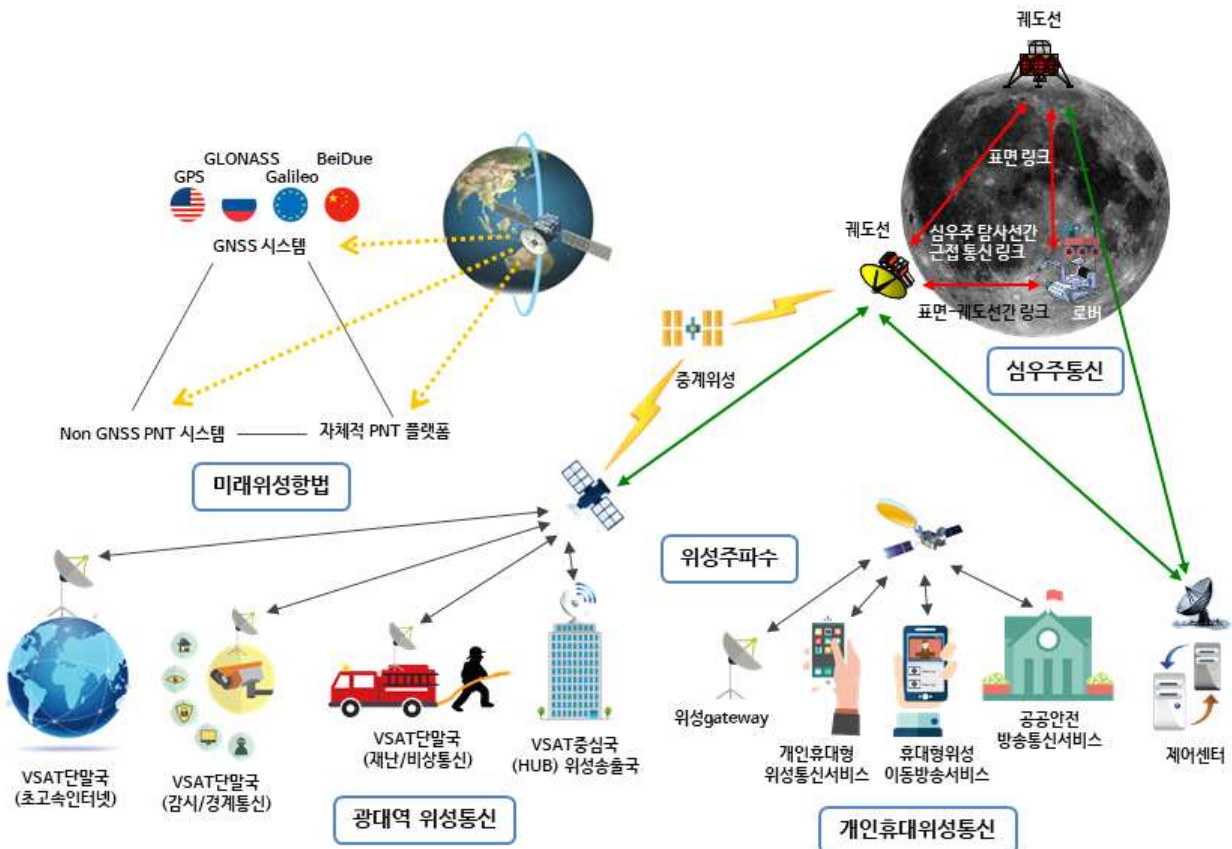 궤도선
표면 링크
궤도선
심우주 탐사선간
근접 통신 링크
표면-궤도선간 링크
로버
심우주통신
GLONASS
BeiDue
GPS
Galileo
GNSS 시스템
Non GNSS PNT 시스템
자체적 PNT 플랫폼
미래위성항법
중계위성
위성주파수
VSAT단말국
(초고속인터넷)
VSAT단말국
(감시/경계통신)
VSAT단말국
(재난/비상통신)
VSAT중심국
(HUB) 위성송출국
광대역 위성통신
위성gateway
개인휴대형
위성통신서비스
휴대형위성
이동방송서비스
공공안전
방송통신서비스
제어센터
개인휴대위성통신